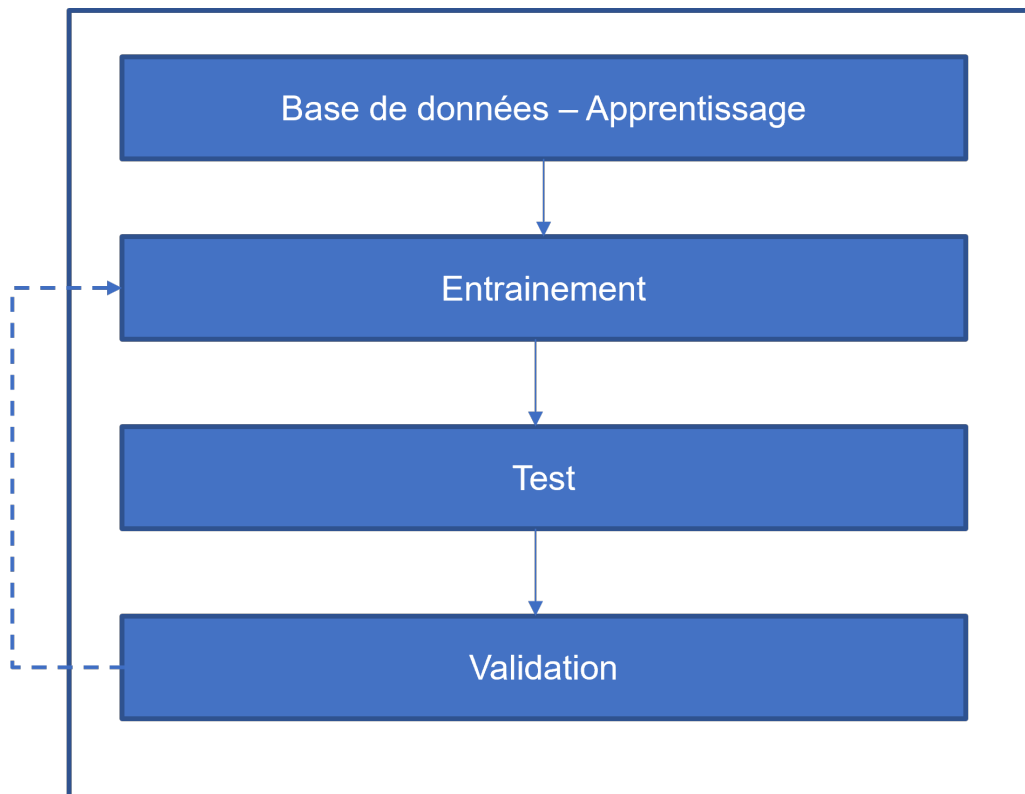 Base de données – Apprentissage
Entrainement
Test
Validation